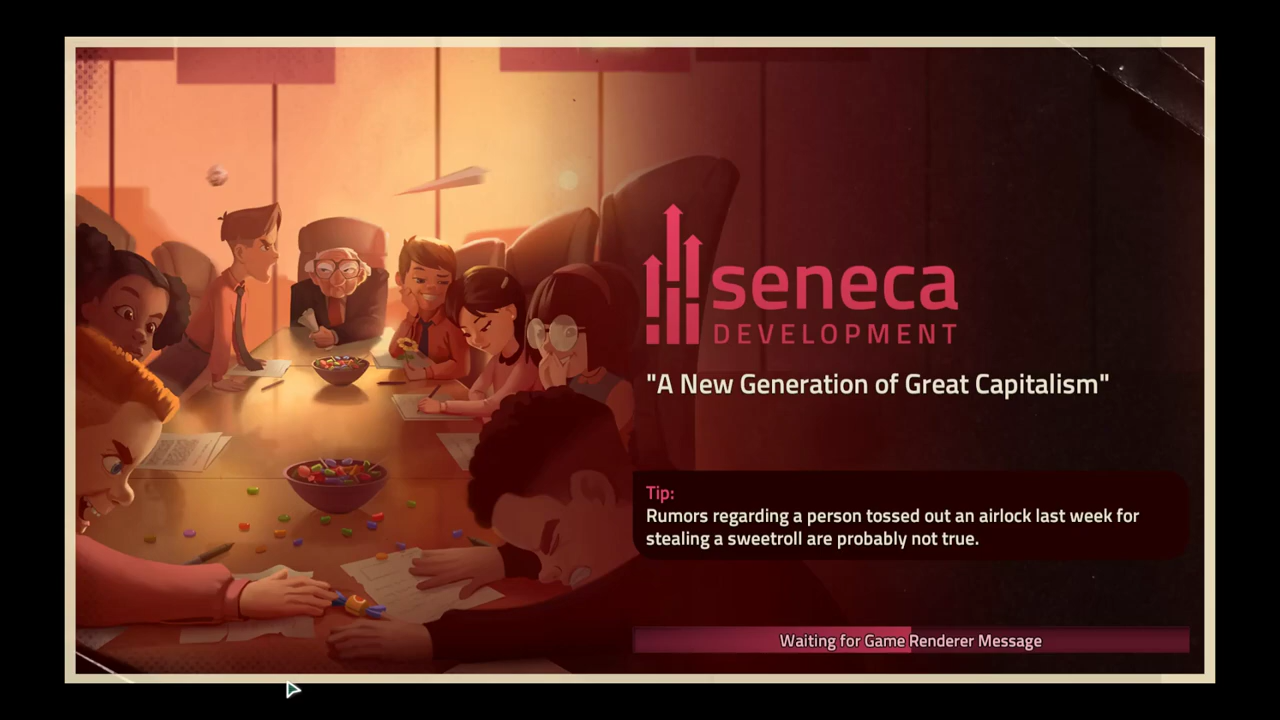 seneca
DEVELOPMENT
"A New Generation of Great Capitalism"
Tip:
Rumors regarding a person tossed out an airlock last week for
stealing a sweetroll are probably not true.
Waiting for Game Renderer Message